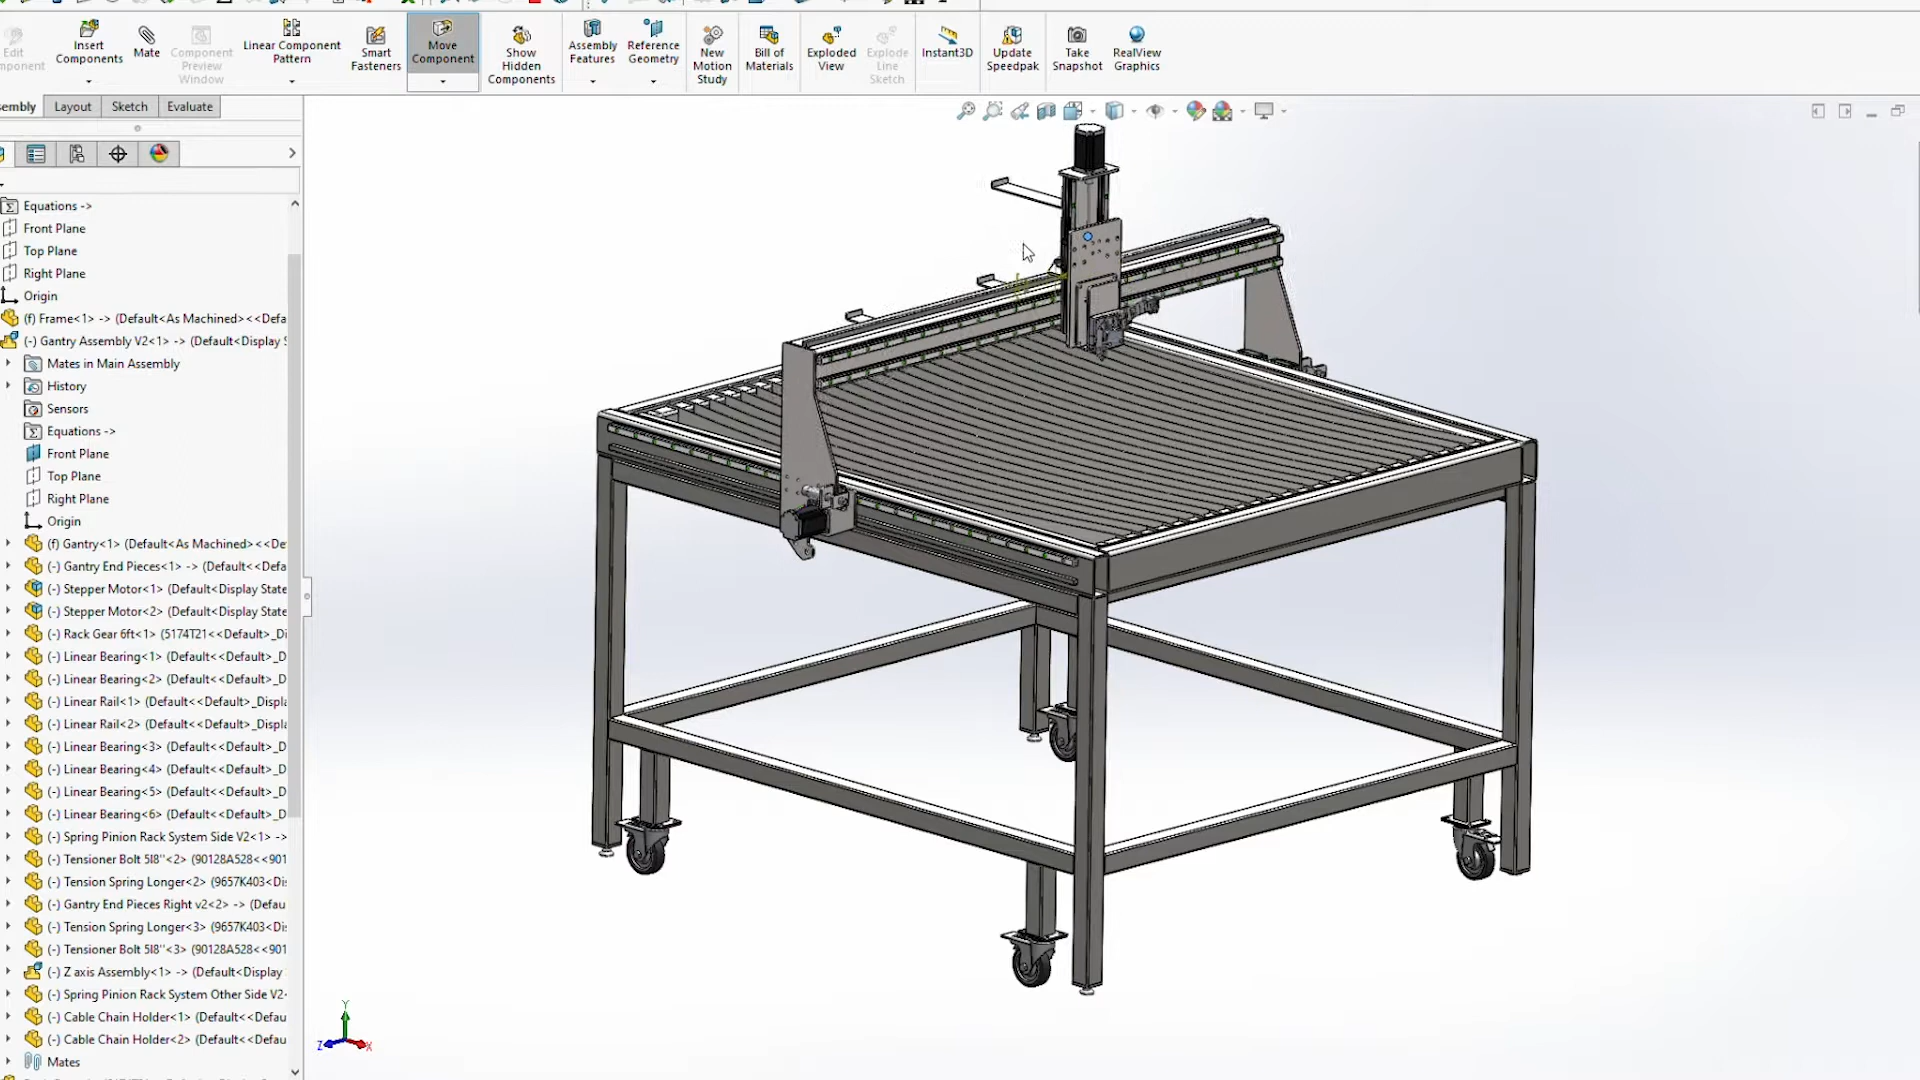 Edit
Insert
Components
Mate
Component
Preview
Window
Linear Component
Pattern
Smart
Fasteners
Move
Component
Show
Hidden
Components
Assembly
Features
Reference
Geometry
New
Motion
Study
Bill of
Materials
Exploded
View
Explode
Line
Sketch
Instant3D
Update
Speedpak
Take
Snapshot
RealView
Graphics
sembly
Layout
Sketch
Evaluate
Equations ->
Front Plane
Top Plane
Right Plane
Origin
(f) Frame<1> -> (Default<As Machined><<Defa
(-) Gantry Assembly V2<1> -> (Default<Display S
Mates in Main Assembly
History
Sensors
Equations ->
Front Plane
Top Plane
Right Plane
Origin
(f) Gantry<1> (Default<As Machined><<De
(-) Gantry End Pieces<1> -> (Default<<Defa
(-) Stepper Motor<1> (Default<Display State
(-) Stepper Motor<2> (Default<Display State
(-) Rack Gear 6ft<1> (5174T21<<Default>_Di
(-) Linear Bearing<1> (Default<<Default>_D
(-) Linear Bearing<2> (Default<<Default>_D
(-) Linear Rail<1> (Default<<Default>_Displa
(-) Linear Rail<2> (Default<<Default>_Displa
(-) Linear Bearing<3> (Default<<Default>_D
(-) Linear Bearing<4> (Default<<Default>_D
(-) Linear Bearing<5> (Default<<Default>_D
(-) Linear Bearing<6> (Default<<Default>_D
(-) Spring Pinion Rack System Side V2<1> ->
(-) Tensioner Bolt 5l8''<2> (90128A528<<901
(-) Tension Spring Longer<2> (9657K403<Dis
(-) Gantry End Pieces Right v2<2> -> (Defau
(-) Tension Spring Longer<3> (9657K403<Dis
(-) Tensioner Bolt 5l8''<3> (90128A528<<901
(-) Z axis Assembly<1> -> (Default<Display
(-) Spring Pinion Rack System Other Side V2<
(-) Cable Chain Holder<1> (Default<<Defau
(-) Cable Chain Holder<2> (Default<<Defau
Mates
Y
Z
X